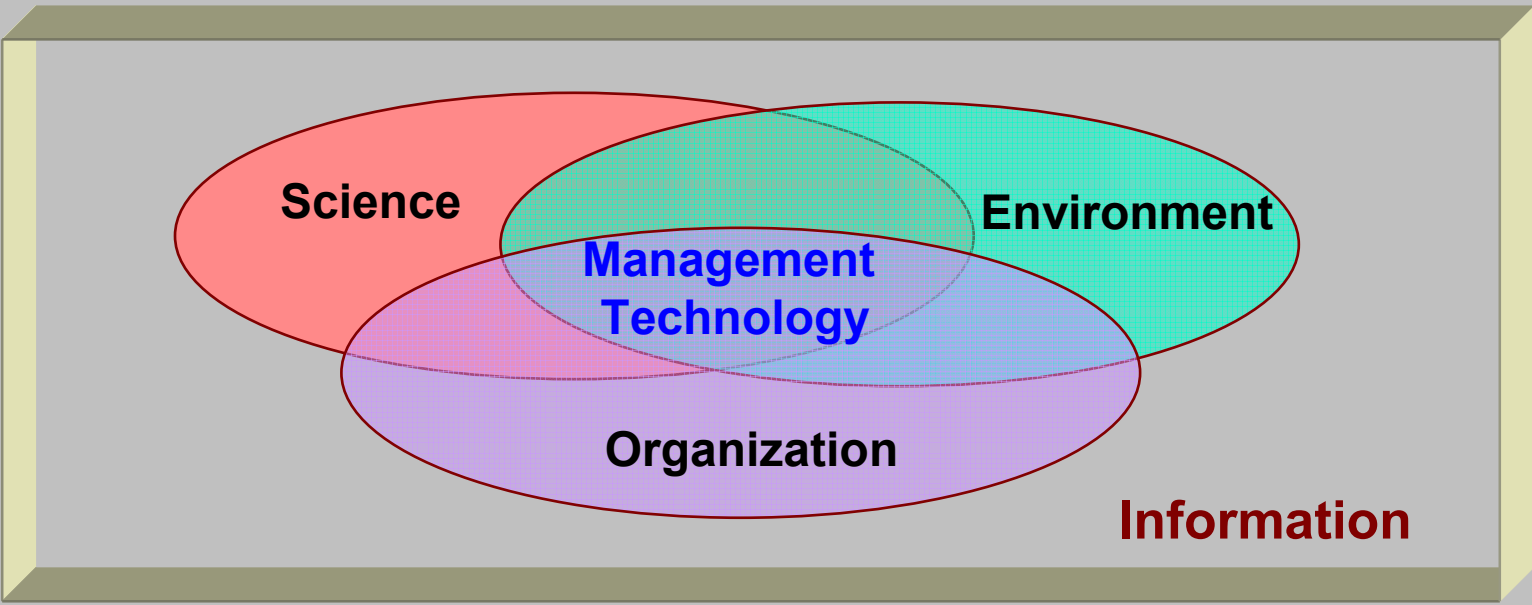 Science
Environment
Management
Technology
Organization
Information